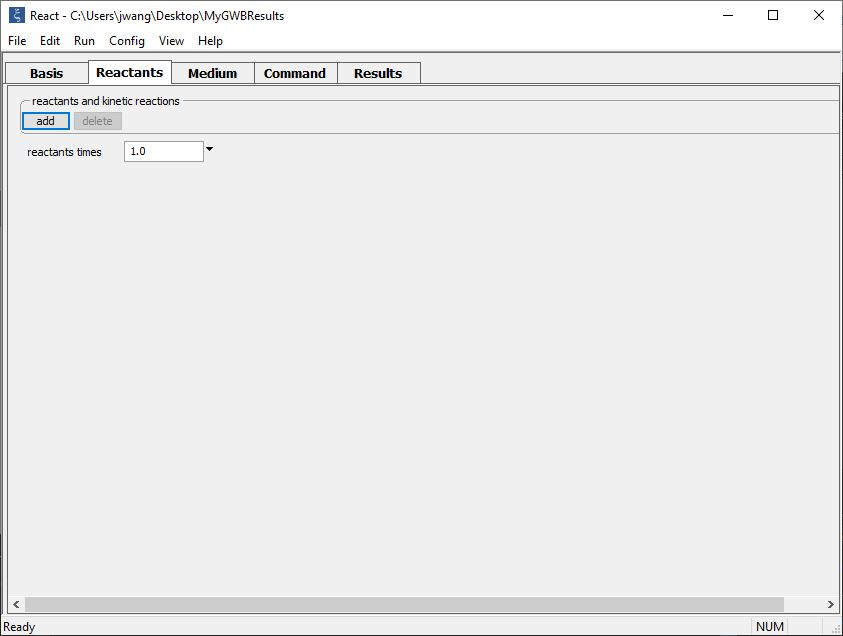 React - C:\Users\jwang\Desktop\MyGWBResults
File Edit Run Config View Help
Basis Reactants Medium Command Results
reactants and kinetic reactions
add delete
reactants times 1.0
Ready NUM